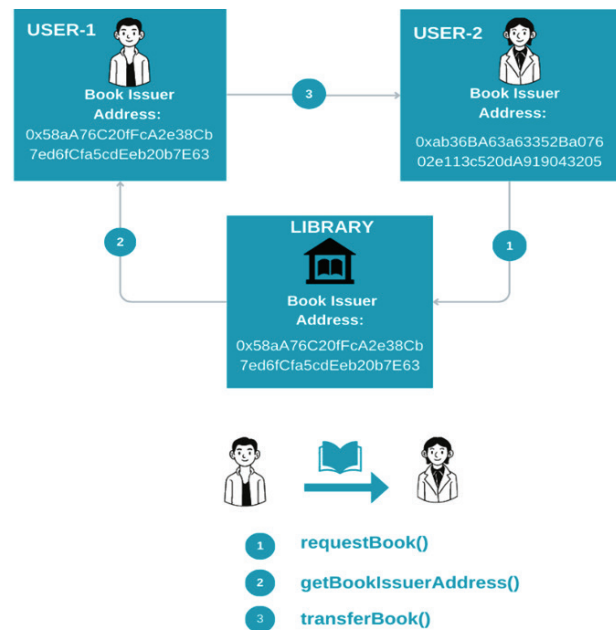 USER-1
Book Issuer
Address:
0x58aA76C20fFcA2e38Cb
7ed6fCfa5cdEeb20b7E63
3
USER-2
Book Issuer
Address:
0xab36BA63a63352Ba076
02e113c520dA919043205
2
1
LIBRARY
Book Issuer
Address:
0x58aA76C20fFcA2e38Cb
7ed6fCfa5cdEeb20b7E63
1 requestBook()
2 getBookIssuerAddress()
3 transferBook()